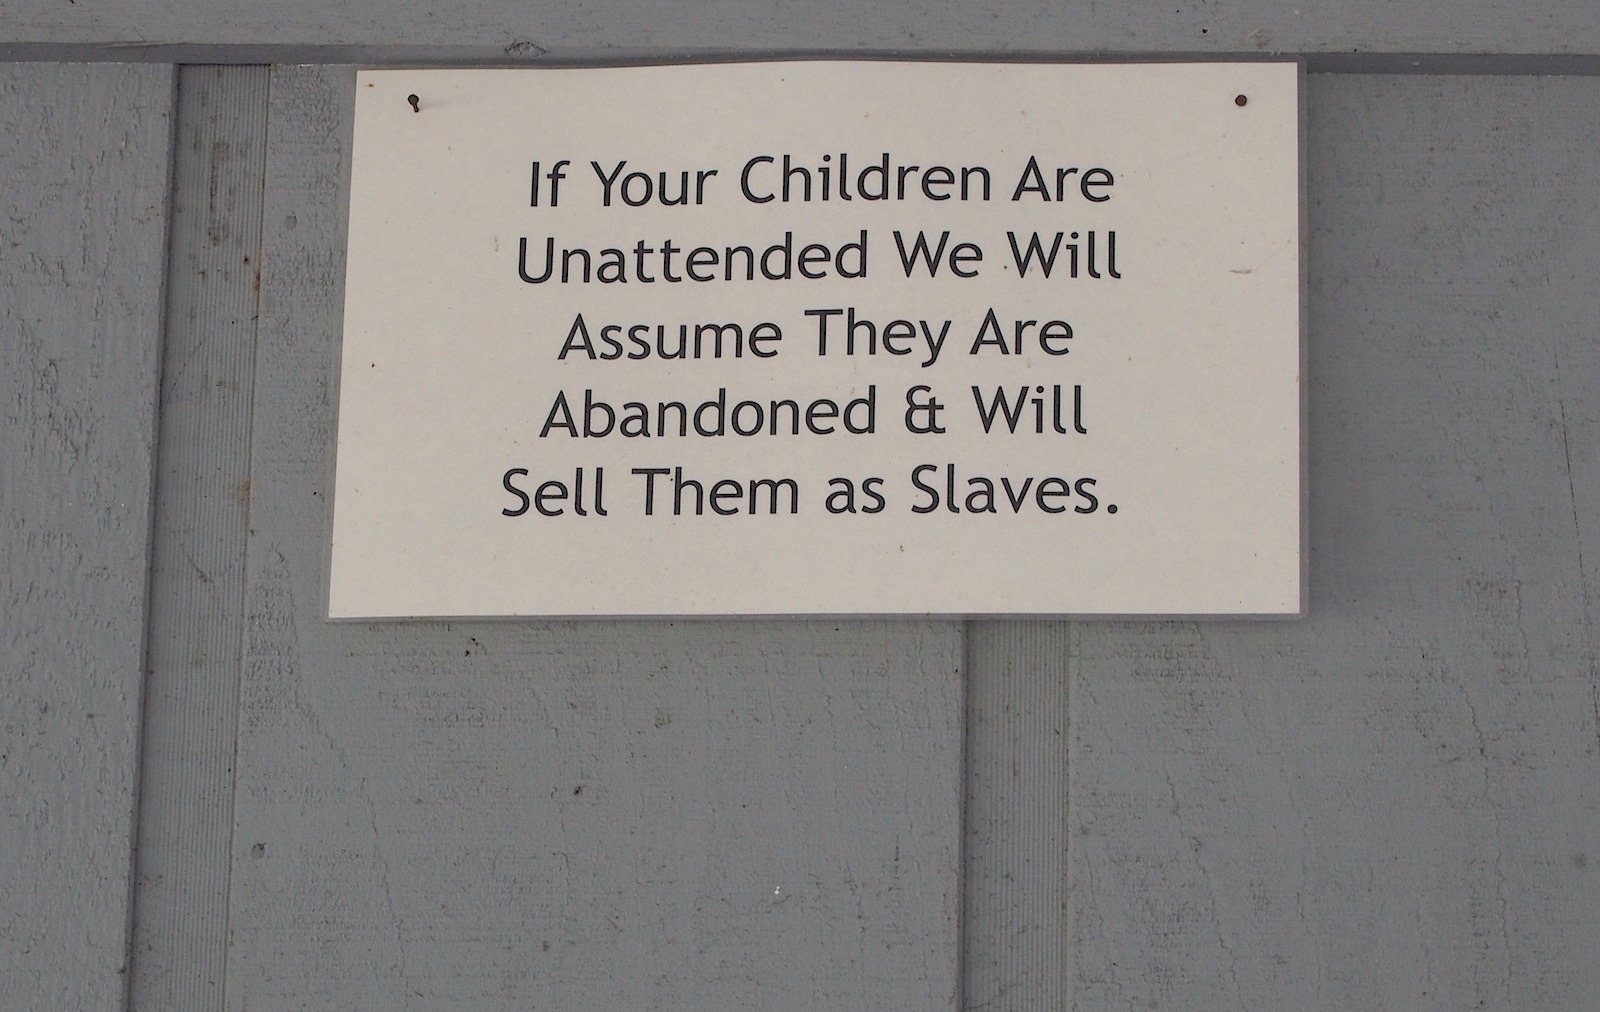 If Your Children Are
Unattended We Will
Assume They Are
Abandoned & Will
Sell Them as Slaves.